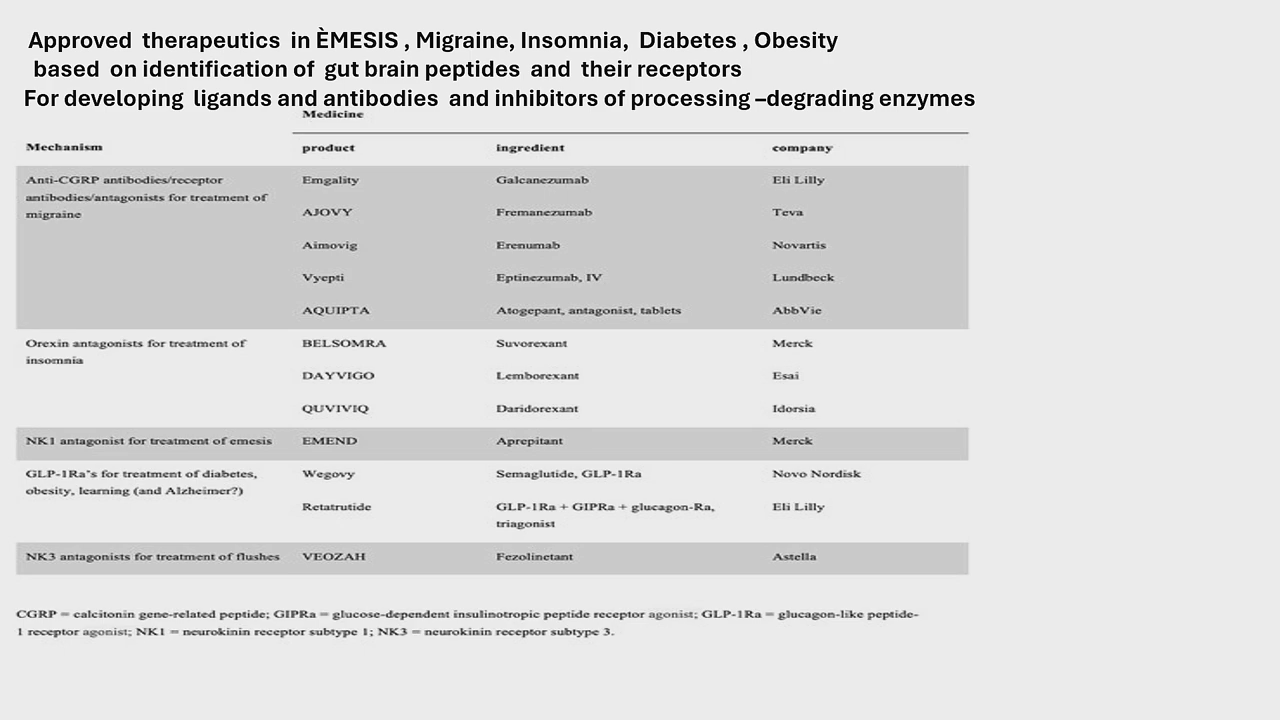 Approved therapeutics in ÈMESIS , Migraine, Insomnia, Diabetes , Obesity
based on identification of gut brain peptides and their receptors
For developing ligands and antibodies and inhibitors of processing –degrading enzymes
Medicine
Mechanism product ingredient company
Anti-CGRP antibodies/receptor Emgality Galcanezumab Eli Lilly
antibodies/antagonists for treatment of
migraine AJOVY Fremanezumab Teva
Aimovig Erenumab Novartis
Vyepti Eptinezumab, IV Lundbeck
AQUIPTA Atogepant, antagonist, tablets AbbVie
Orexin antagonists for treatment of BELSOMRA Suvorexant Merck
insomnia
DAYVIGO Lemborexant Esai
QUVIVIQ Daridorexant Idorsia
NK1 antagonist for treatment of emesis EMEND Aprepitant Merck
GLP-1Ra's for treatment of diabetes, Wegovy Semaglutide, GLP-1Ra Novo Nordisk
obesity, learning (and Alzheimer?)
Retatrutide GLP-1Ra + GIPRa + glucagon-Ra, Eli Lilly
triagonist
NK3 antagonists for treatment of flushes VEOZAH Fezolinetant Astella
CGRP = calcitonin gene-related peptide; GIPRa = glucose-dependent insulinotropic peptide receptor agonist; GLP-1Ra = glucagon-like peptide-
1 receptor agonist; NK1 = neurokinin receptor subtype 1; NK3 = neurokinin receptor subtype 3.